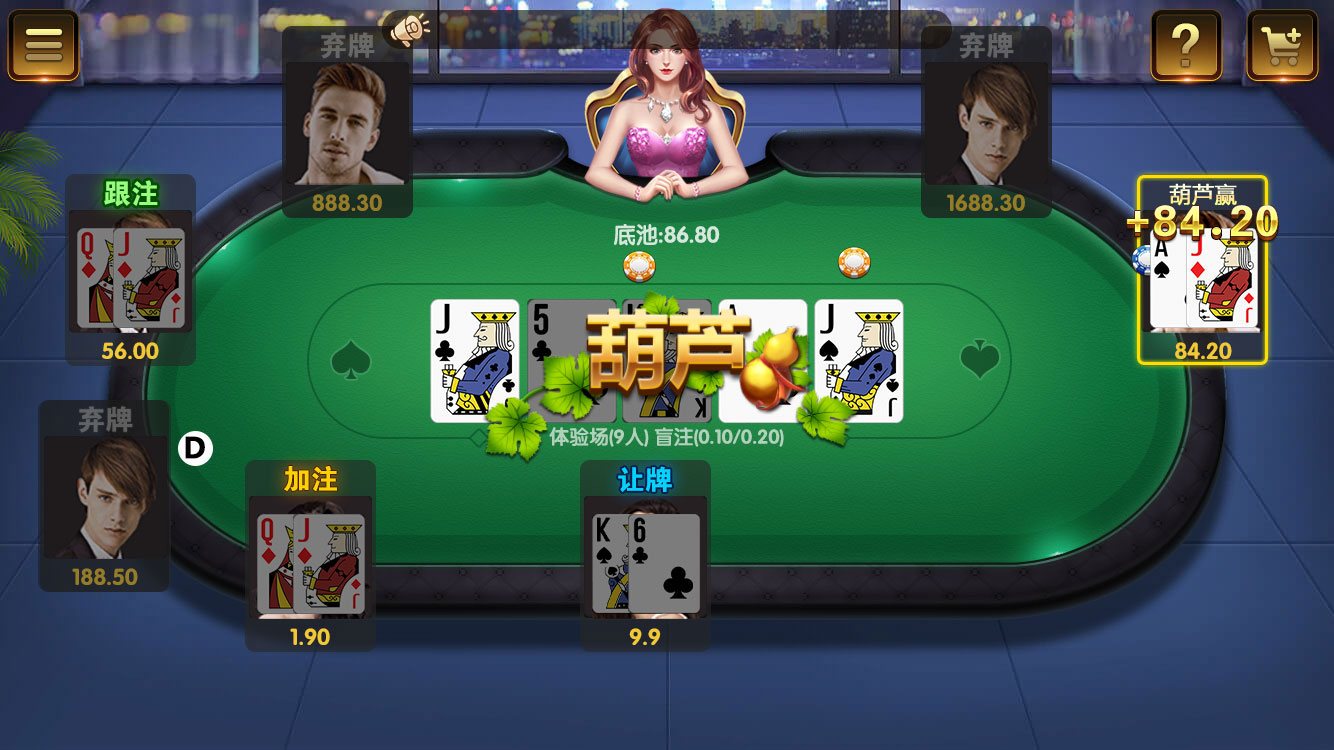 弃牌
888.30
弃牌
1688.30
?
跟注
Q J
J
56.00
底池:86.80
葫芦赢
+84.20
A J
J
84.20
J 5 A J
K
J
葫芦
体验场(9人) 盲注(0.10/0.20)
弃牌
188.50
D
加注
Q J
J
1.90
让牌
K 6
9.9